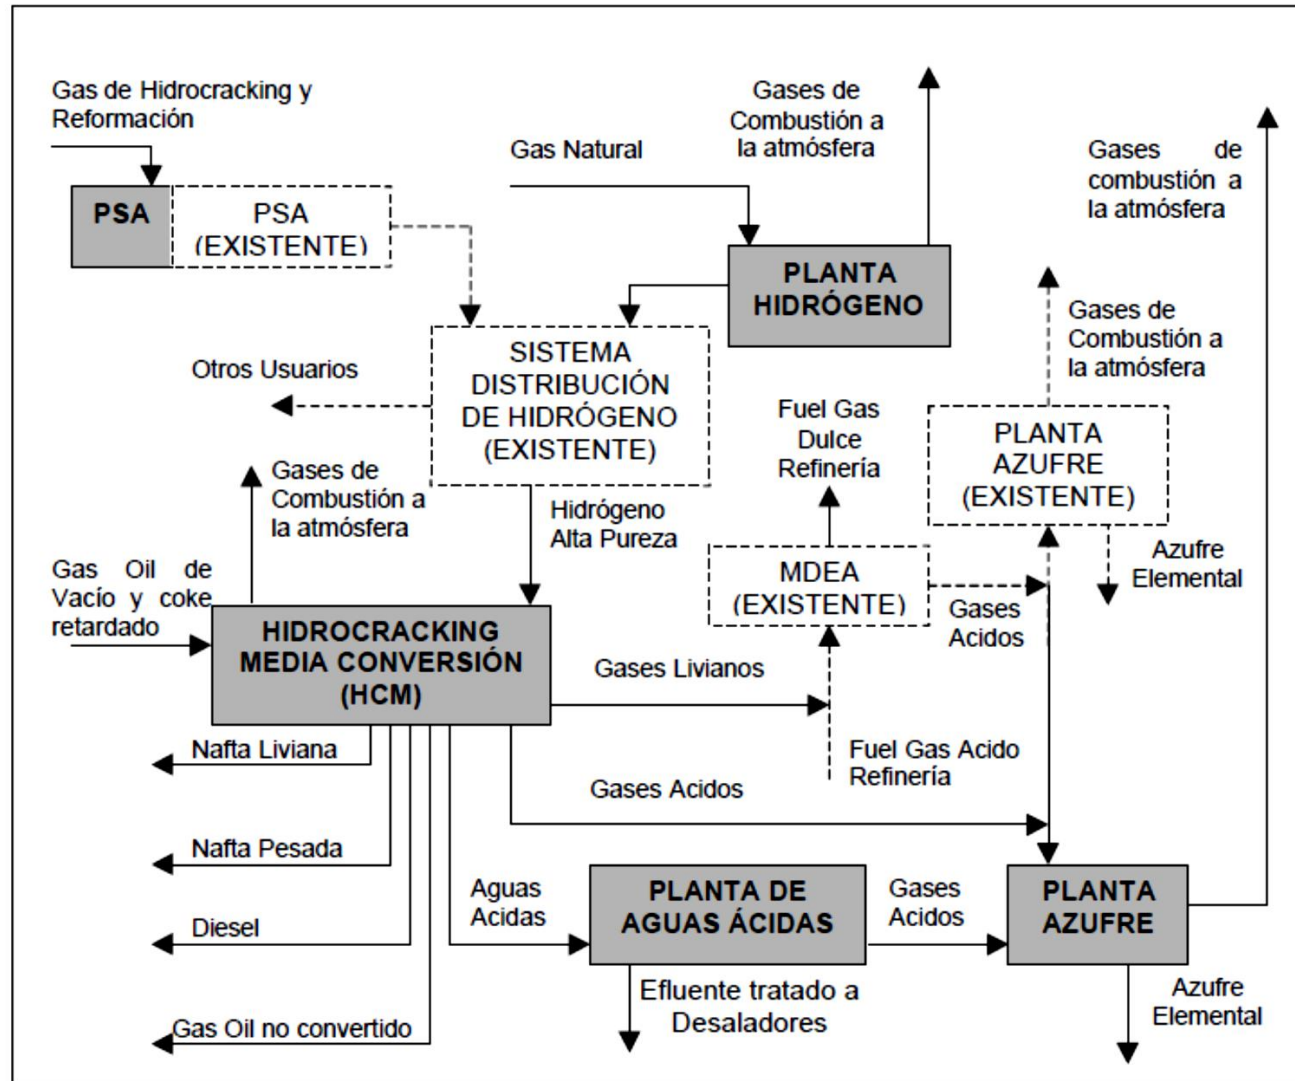 Gas de Hidrocracking y
Reformación
PSA
PSA
(EXISTENTE)
Gas Natural
Gases de
Combustión a
la atmósfera
Gases de
combustión a
la atmósfera
PLANTA
HIDRÓGENO
Gases de
Combustión a
la atmósfera
SISTEMA
DISTRIBUCIÓN
DE HIDRÓGENO
(EXISTENTE)
Otros Usuarios
Fuel Gas
Dulce
Refinería
PLANTA
AZUFRE
(EXISTENTE)
Gases de
Combustión a
la atmósfera
Hidrógeno
Alta Pureza
Azufre
Elemental
Gas Oil de
Vacío y coke
retardado
MDEA
(EXISTENTE)
Gases
Acidos
HIDROCRACKING
MEDIA CONVERSIÓN
(HCM)
Gases Livianos
Fuel Gas Acido
Refinería
Nafta Liviana
Gases Acidos
Nafta Pesada
Aguas
Acidas
PLANTA DE
AGUAS ÁCIDAS
Gases
Acidos
PLANTA
AZUFRE
Diesel
Efluente tratado a
Desaladores
Azufre
Elemental
Gas Oil no convertido